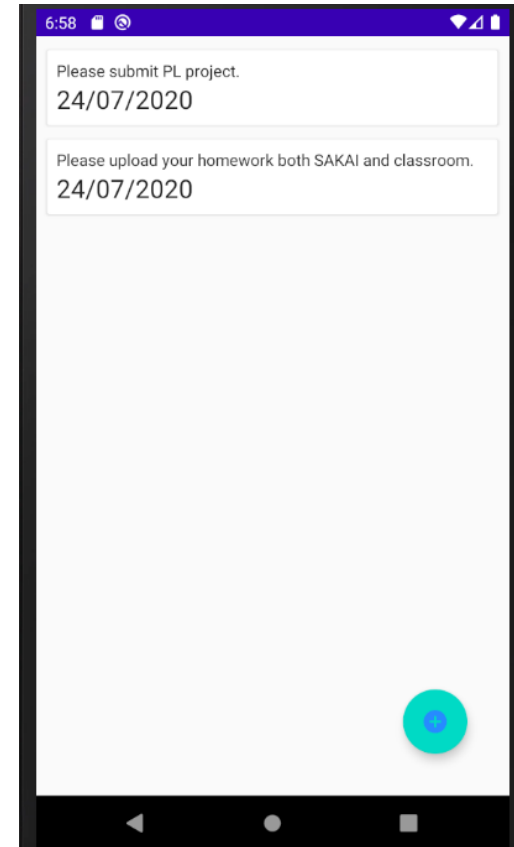 6:58
Please submit PL project.
24/07/2020
Please upload your homework both SAKAI and classroom.
24/07/2020